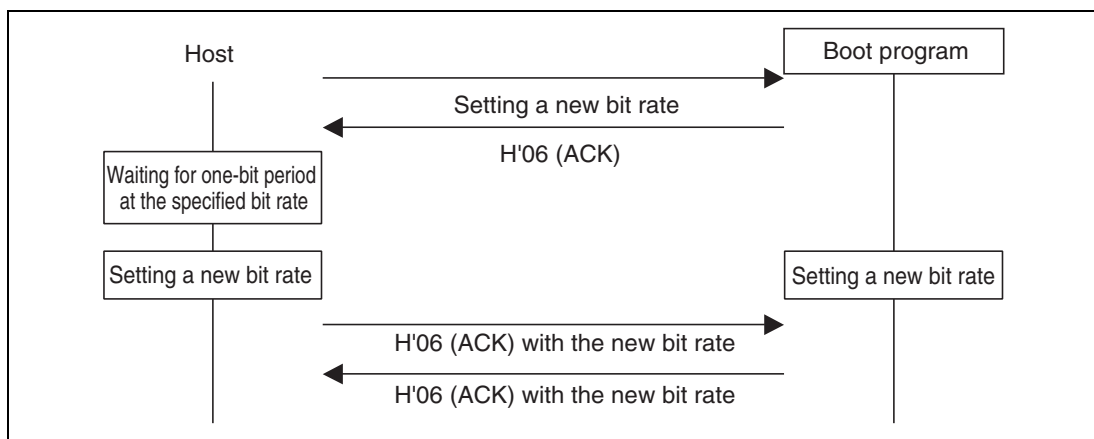 Host
Boot program
Setting a new bit rate
H'06 (ACK)
Waiting for one-bit period
at the specified bit rate
Setting a new bit rate
Setting a new bit rate
H'06 (ACK) with the new bit rate
H'06 (ACK) with the new bit rate